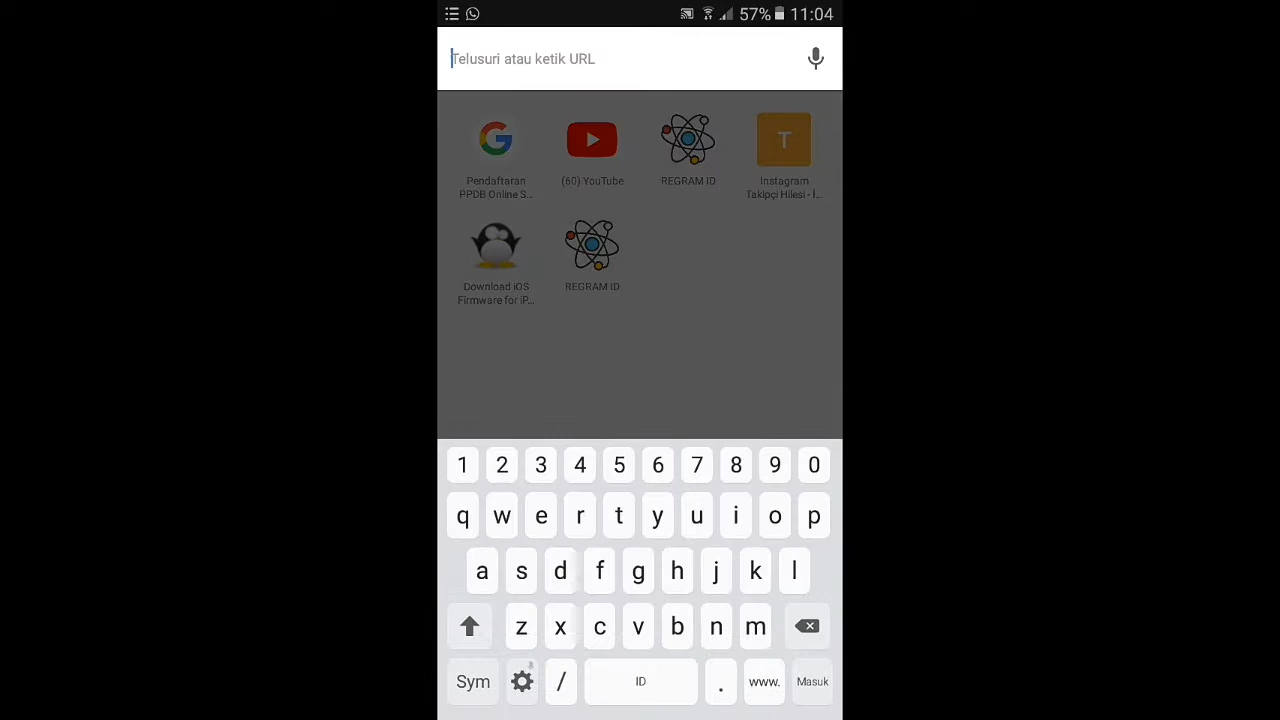 57% 11:04
Telusuri atau ketik URL
T
Pendaftaran
PPDB Online S...
(60) YouTube
REGRAM ID
Instagram
Takipçi Hilesi - İ...
Download iOS
Firmware for iP...
REGRAM ID
1 2 3 4 5 6 7 8 9 0
q w e r t y u i o p
a s d f g h j k l
z x c v b n m
Sym / ID . www. Masuk